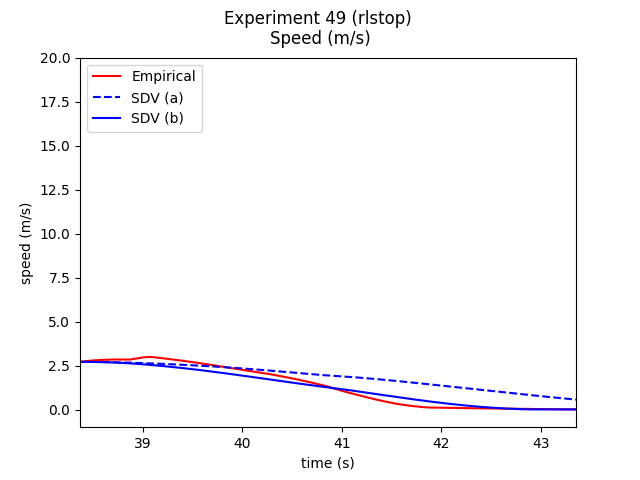 Experiment 49 (rlstop)
Speed (m/s)
20.0
17.5
15.0
12.5
10.0
7.5
5.0
2.5
0.0
speed (m/s)
Empirical
SDV (a)
SDV (b)
39
40
41
42
43
time (s)